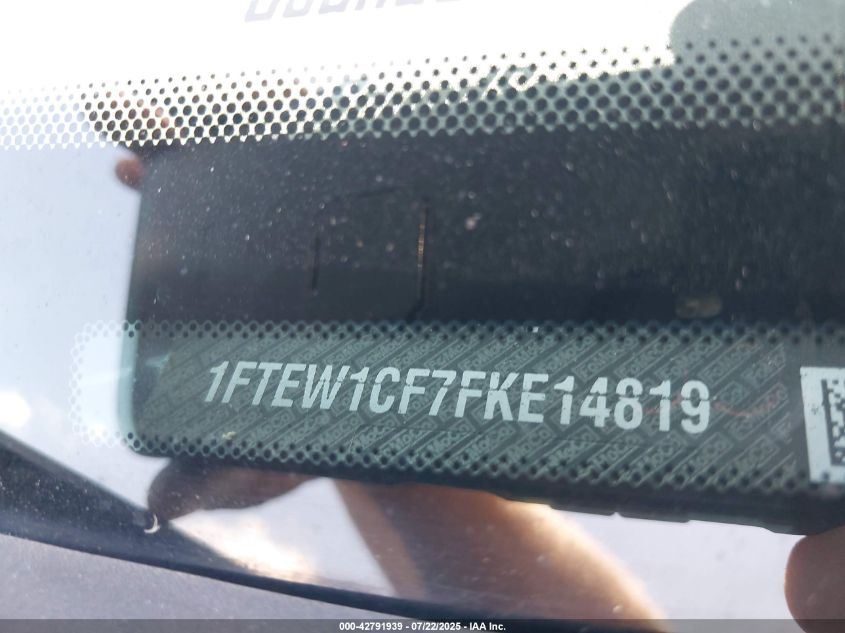 1FTEW1CF7FKE14819
000-42791939 - 07/22/2025 - IAA Inc.